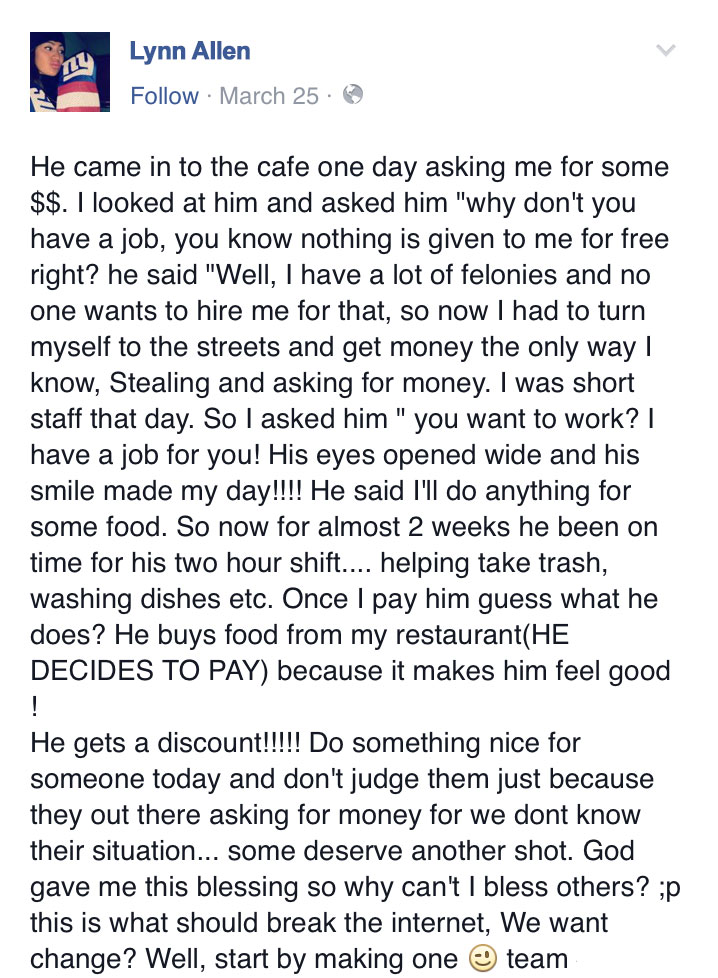 Lynn Allen
Follow · March 25 ·
He came in to the cafe one day asking me for some
$$. I looked at him and asked him "why don't you
have a job, you know nothing is given to me for free
right? he said "Well, I have a lot of felonies and no
one wants to hire me for that, so now I had to turn
myself to the streets and get money the only way I
know, Stealing and asking for money. I was short
staff that day. So I asked him " you want to work? I
have a job for you! His eyes opened wide and his
smile made my day!!!! He said I'll do anything for
some food. So now for almost 2 weeks he been on
time for his two hour shift.... helping take trash,
washing dishes etc. Once I pay him guess what he
does? He buys food from my restaurant(HE
DECIDES TO PAY) because it makes him feel good
!
He gets a discount!!!!! Do something nice for
someone today and don't judge them just because
they out there asking for money for we dont know
their situation... some deserve another shot. God
gave me this blessing so why can't I bless others? ;p
this is what should break the internet, We want
change? Well, start by making one 😉 team